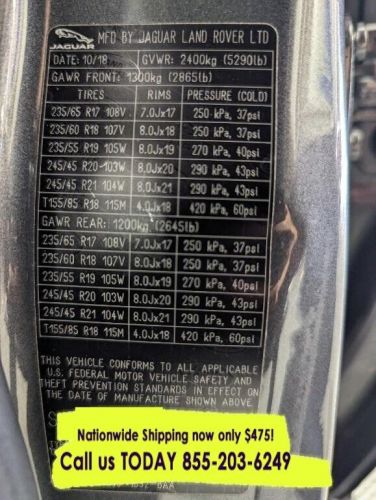 JAGUAR
MFD BY JAGUAR LAND ROVER LTD
DATE: 10/18 GVWR: 2400kg (5290lb)
GAWR FRONT: 1300kg (2865lb)
TIRES RIMS PRESSURE (COLD)
235/65 R17 108V 7.0Jx17 250 kPa, 37psi
235/60 R18 107V 8.0Jx18 250 kPa, 37psi
235/55 R19 105W 8.0Jx19 270 kPa, 40psi
245/45 R20 103W 8.0Jx20 290 kPa, 43psi
245/45 R21 104W 8.0Jx21 290 kPa, 43psi
T155/85 R18 115M 4.0Jx18 420 kPa, 60psi
GAWR REAR: 1200kg (2645lb)
235/65 R17 108V 7.0Jx17 250 kPa, 37psi
235/60 R18 107V 8.0Jx18 250 kPa, 37psi
235/55 R19 105W 8.0Jx19 270 kPa, 40psi
245/45 R20 103W 8.0Jx20 290 kPa, 43psi
245/45 R21 104W 8.0Jx21 290 kPa, 43psi
T155/85 R18 115M 4.0Jx18 420 kPa, 60psi
THIS VEHICLE CONFORMS TO ALL APPLICABLE
U.S. FEDERAL MOTOR VEHICLE SAFETY AND
THEFT PREVENTION STANDARDS IN EFFECT ON
THE DATE OF MANUFACTURE SHOWN ABOVE
Nationwide Shipping now only $475!
Call us TODAY 855-203-6249